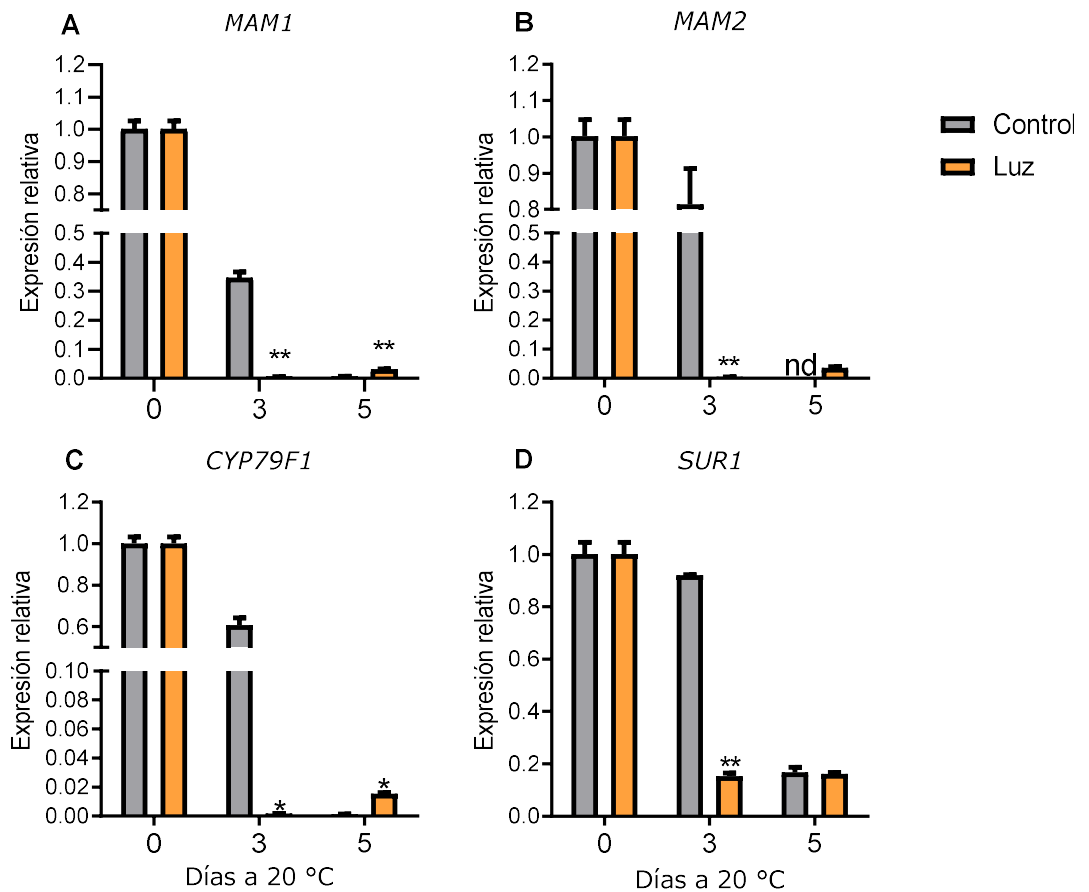 A MAM1
B MAM2
Control
Luz
Expresión relativa
1.2
1.1
1.0
0.9
0.8
0.5
0.4
0.3
0.2
0.1
0.0
** **
0 3 5
Expresión relativa
1.2
1.1
1.0
0.9
0.8
0.5
0.4
0.3
0.2
0.1
0.0
** nd
0 3 5
C CYP79F1
Expresión relativa
1.2
1.0
0.8
0.6
0.10
0.08
0.06
0.04
0.02
0.00
* *
0 3 5
Días a 20 °C
D SUR1
Expresión relativa
1.2
1.0
0.8
0.6
0.4
0.2
0.0
**
0 3 5
Días a 20 °C